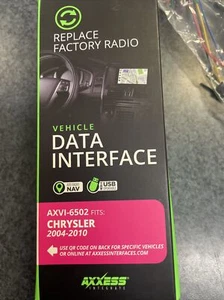 REPLACE
FACTORY RADIO
VEHICLE
DATA
INTERFACE
NAV
USB
AXVI-6502 FITS:
CHRYSLER
2004-2010
USE QR CODE ON BACK FOR SPECIFIC VEHICLES
OR ONLINE AT AXXESSINTERFACES.COM
AXXESS
INTEGRATE